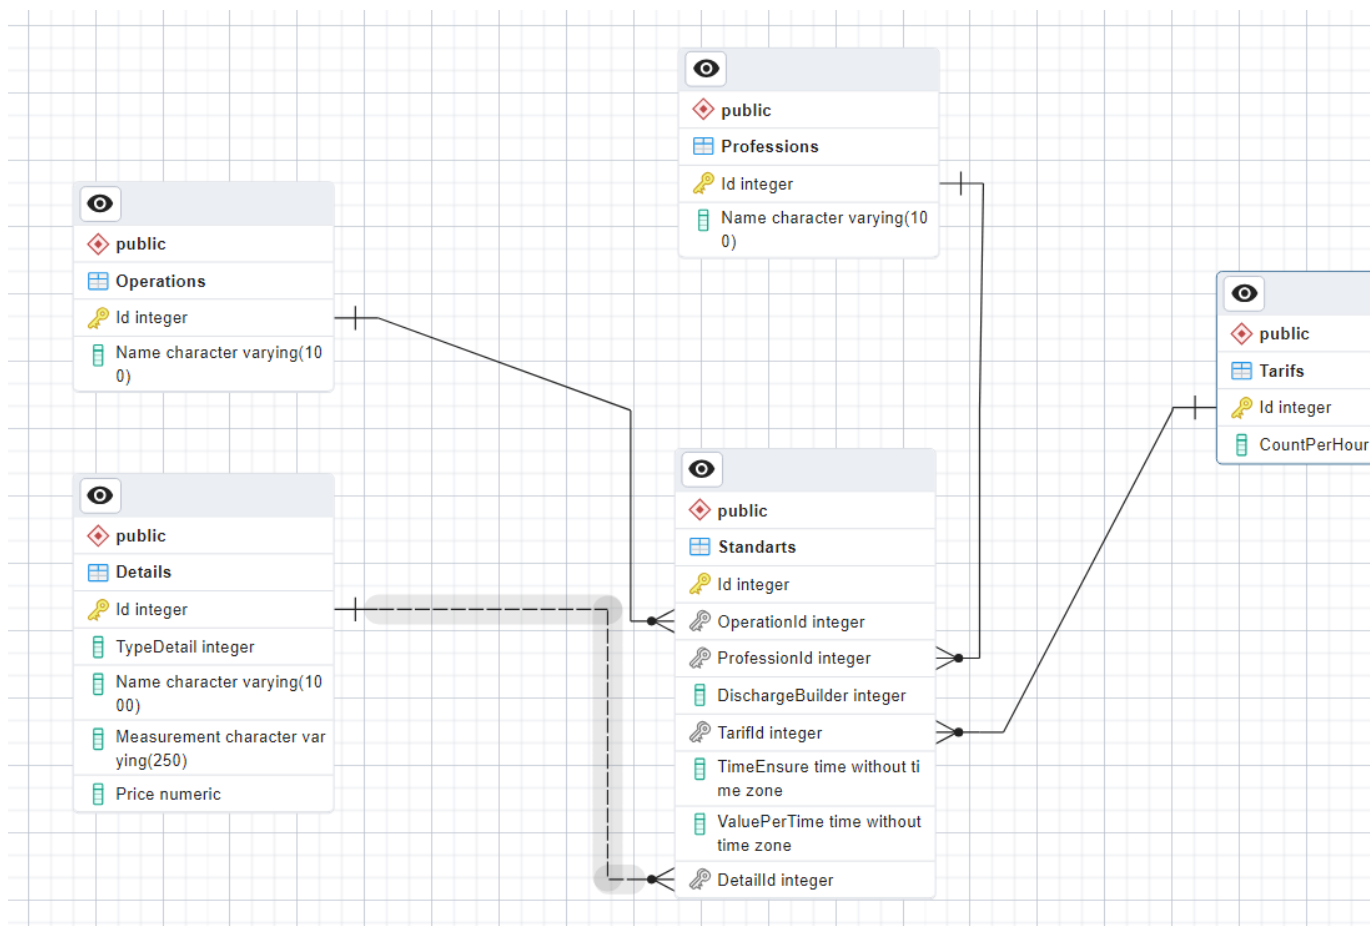 public
Professions
Id integer
Name character varying(10
0)
public
Operations
Id integer
Name character varying(10
0)
public
Tarifs
Id integer
CountPerHour
public
Details
Id integer
TypeDetail integer
Name character varying(10
00)
Measurement character var
ying(250)
Price numeric
public
Standarts
Id integer
OperationId integer
ProfessionId integer
DischargeBuilder integer
TarifId integer
TimeEnsure time without ti
me zone
ValuePerTime time without
time zone
DetailId integer